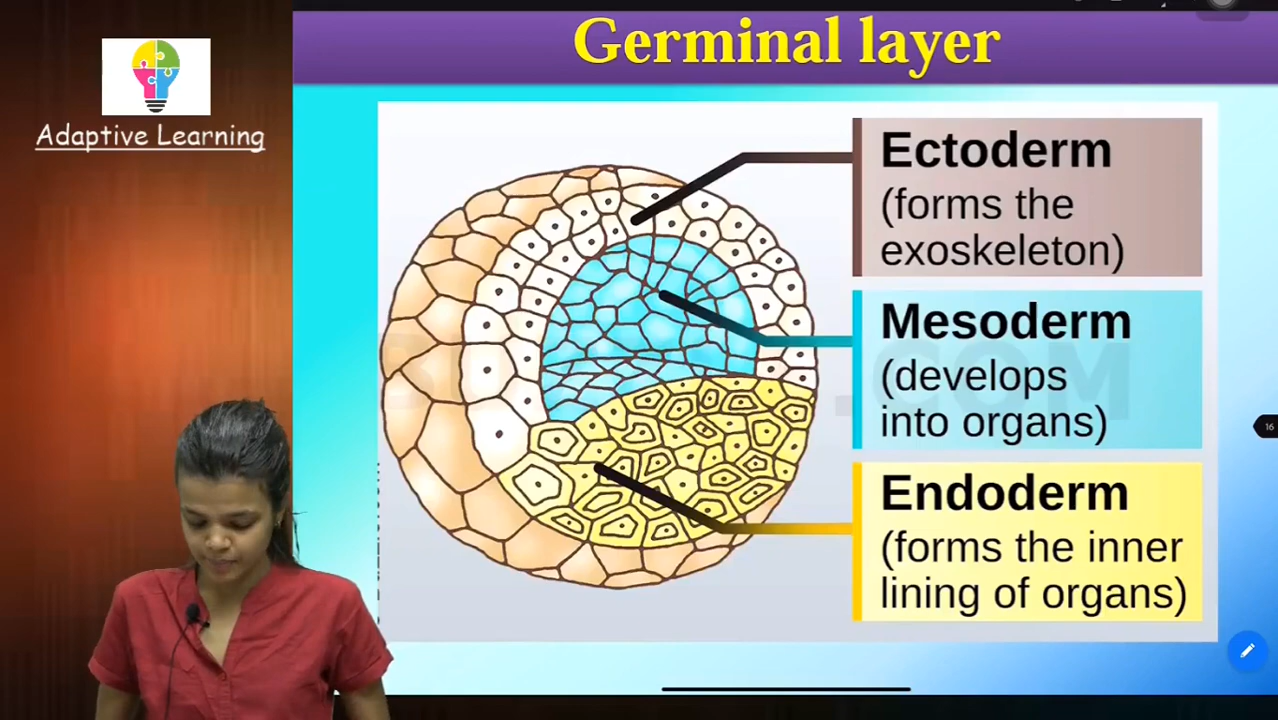 Germinal layer
Adaptive Learning
Ectoderm
(forms the
exoskeleton)
Mesoderm
(develops
into organs)
Endoderm
(forms the inner
lining of organs)
16